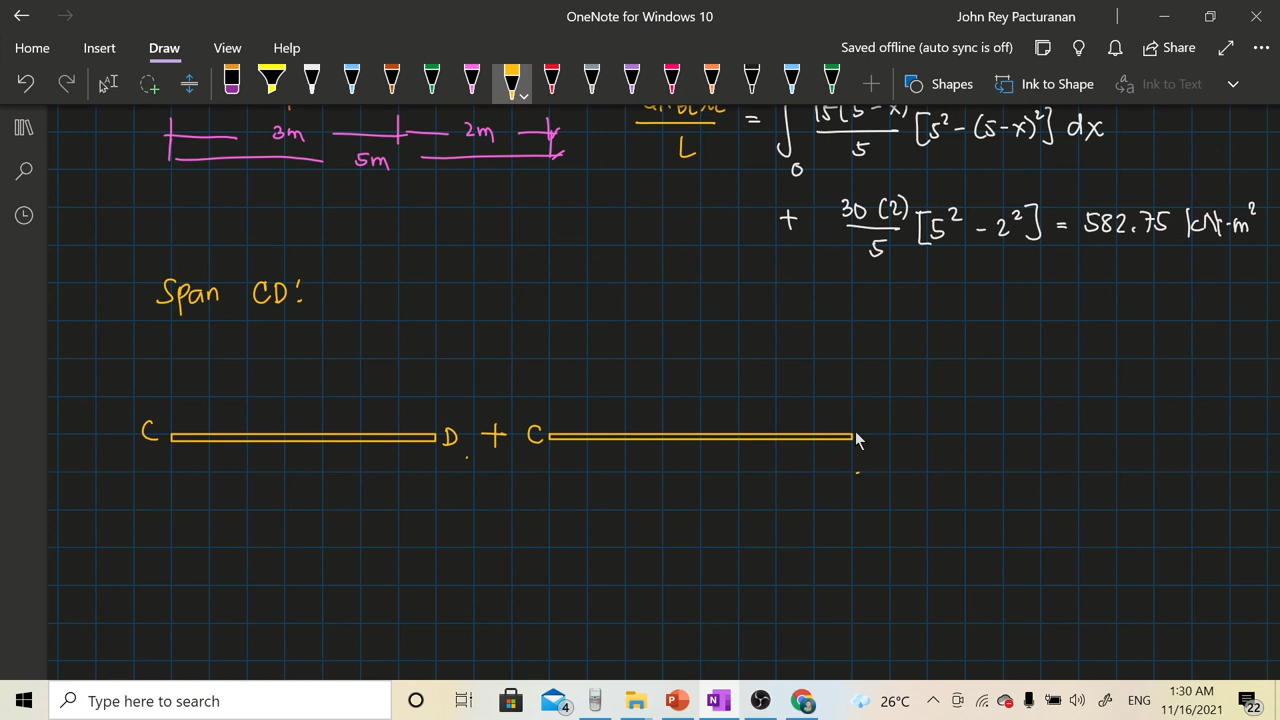 OneNote for Windows 10
John Rey Pacturanan
Home Insert Draw View Help
Saved offline (auto sync is off) Share
Shapes Ink to Shape Ink to Text
3m 2m
5m
L
= ∫ 0 15(5-x) / 5 [5² - (5-x)²] dx
+ 30(2) / 5 [5² - 2²] = 582.75 kN·m²
Span CD:
C D + C
Type here to search
4
26°C
1:30 AM
11/16/2021
22